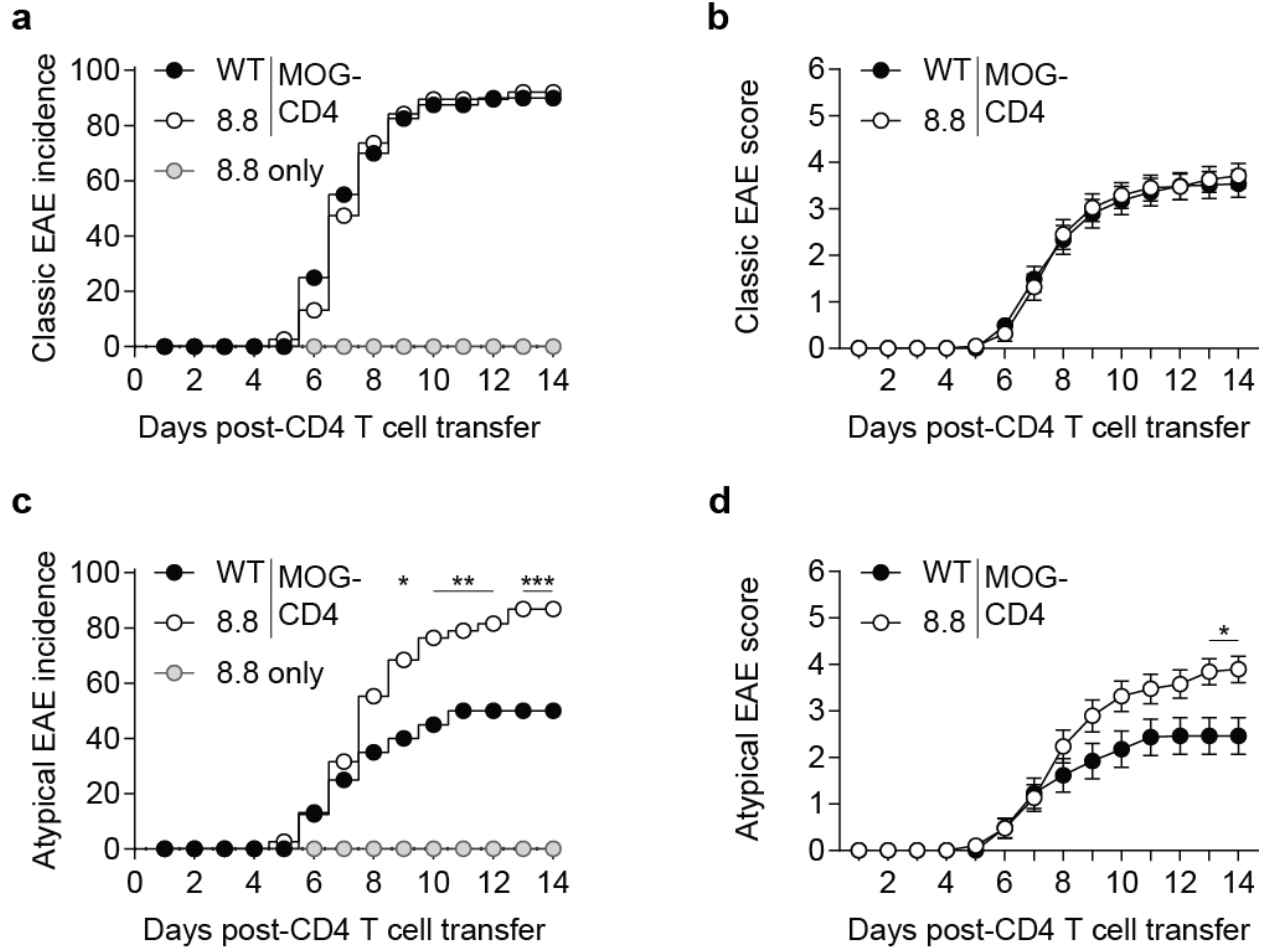 a
Classic EAE incidence
100
80
60
40
20
0
WT
8.8
MOG-
CD4
8.8 only
0 2 4 6 8 10 12 14
Days post-CD4 T cell transfer
b
Classic EAE score
6
5
4
3
2
1
0
WT
8.8
MOG-
CD4
2 4 6 8 10 12 14
Days post-CD4 T cell transfer
c
Atypical EAE incidence
100
80
60
40
20
0
WT
8.8
MOG-
CD4
8.8 only
* ** ***
0 2 4 6 8 10 12 14
Days post-CD4 T cell transfer
d
Atypical EAE score
6
5
4
3
2
1
0
WT
8.8
MOG-
CD4
*
2 4 6 8 10 12 14
Days post-CD4 T cell transfer